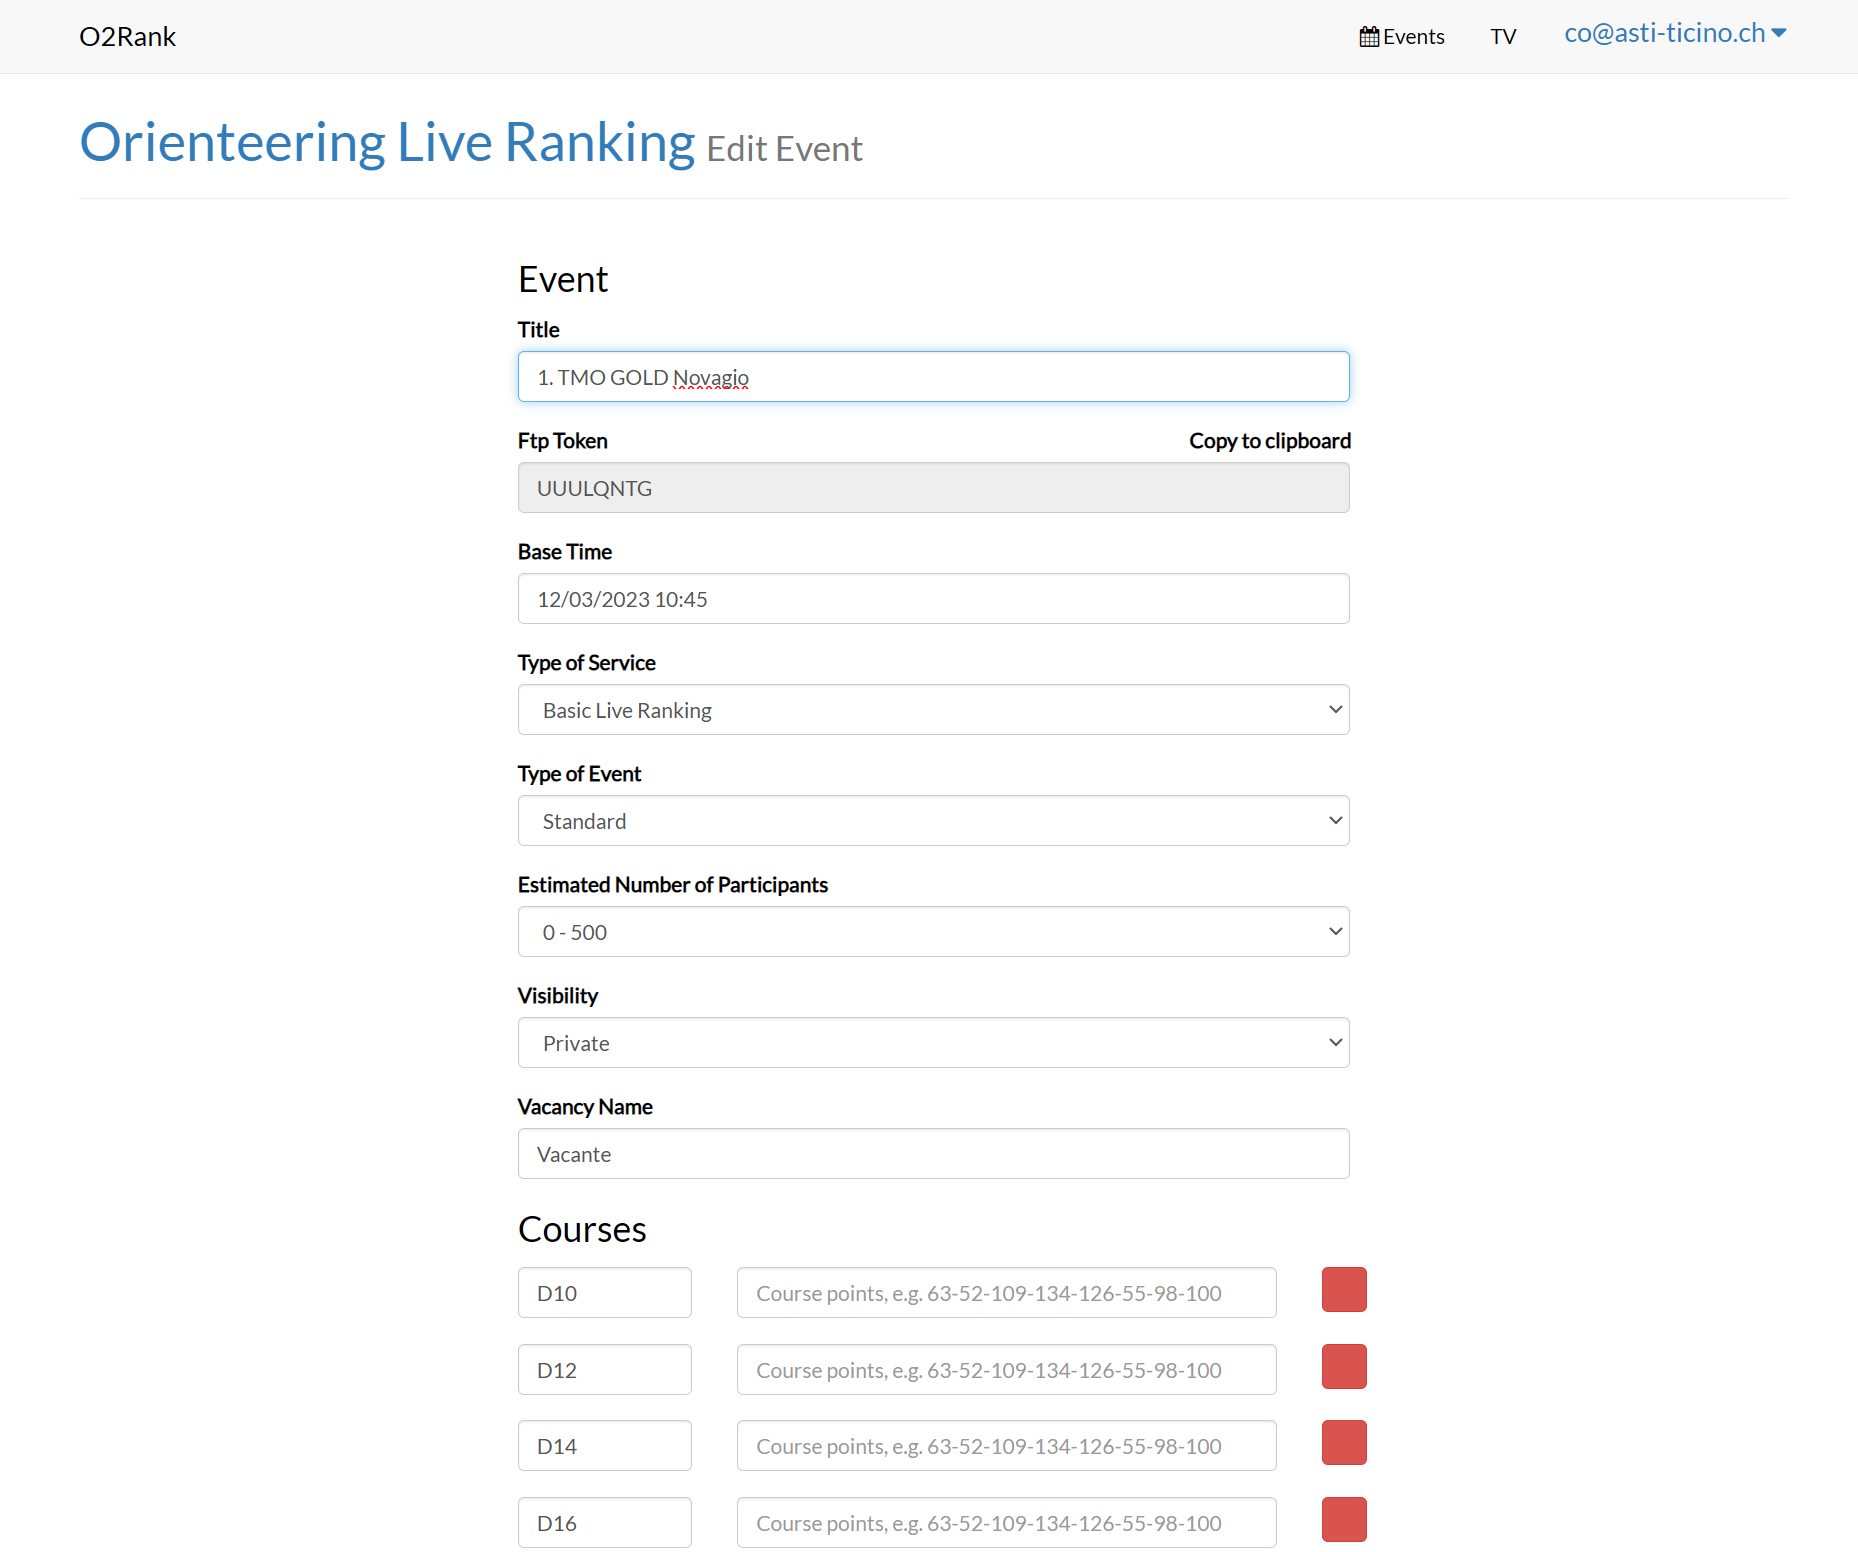 O2Rank
Events
TV
co@asti-ticino.ch
Orienteering Live Ranking Edit Event
Event
Title
1. TMO GOLD Novagio
Ftp Token
Copy to clipboard
UUULQNTG
Base Time
12/03/2023 10:45
Type of Service
Basic Live Ranking
Type of Event
Standard
Estimated Number of Participants
0 - 500
Visibility
Private
Vacancy Name
Vacante
Courses
D10
Course points, e.g. 63-52-109-134-126-55-98-100
D12
Course points, e.g. 63-52-109-134-126-55-98-100
D14
Course points, e.g. 63-52-109-134-126-55-98-100
D16
Course points, e.g. 63-52-109-134-126-55-98-100